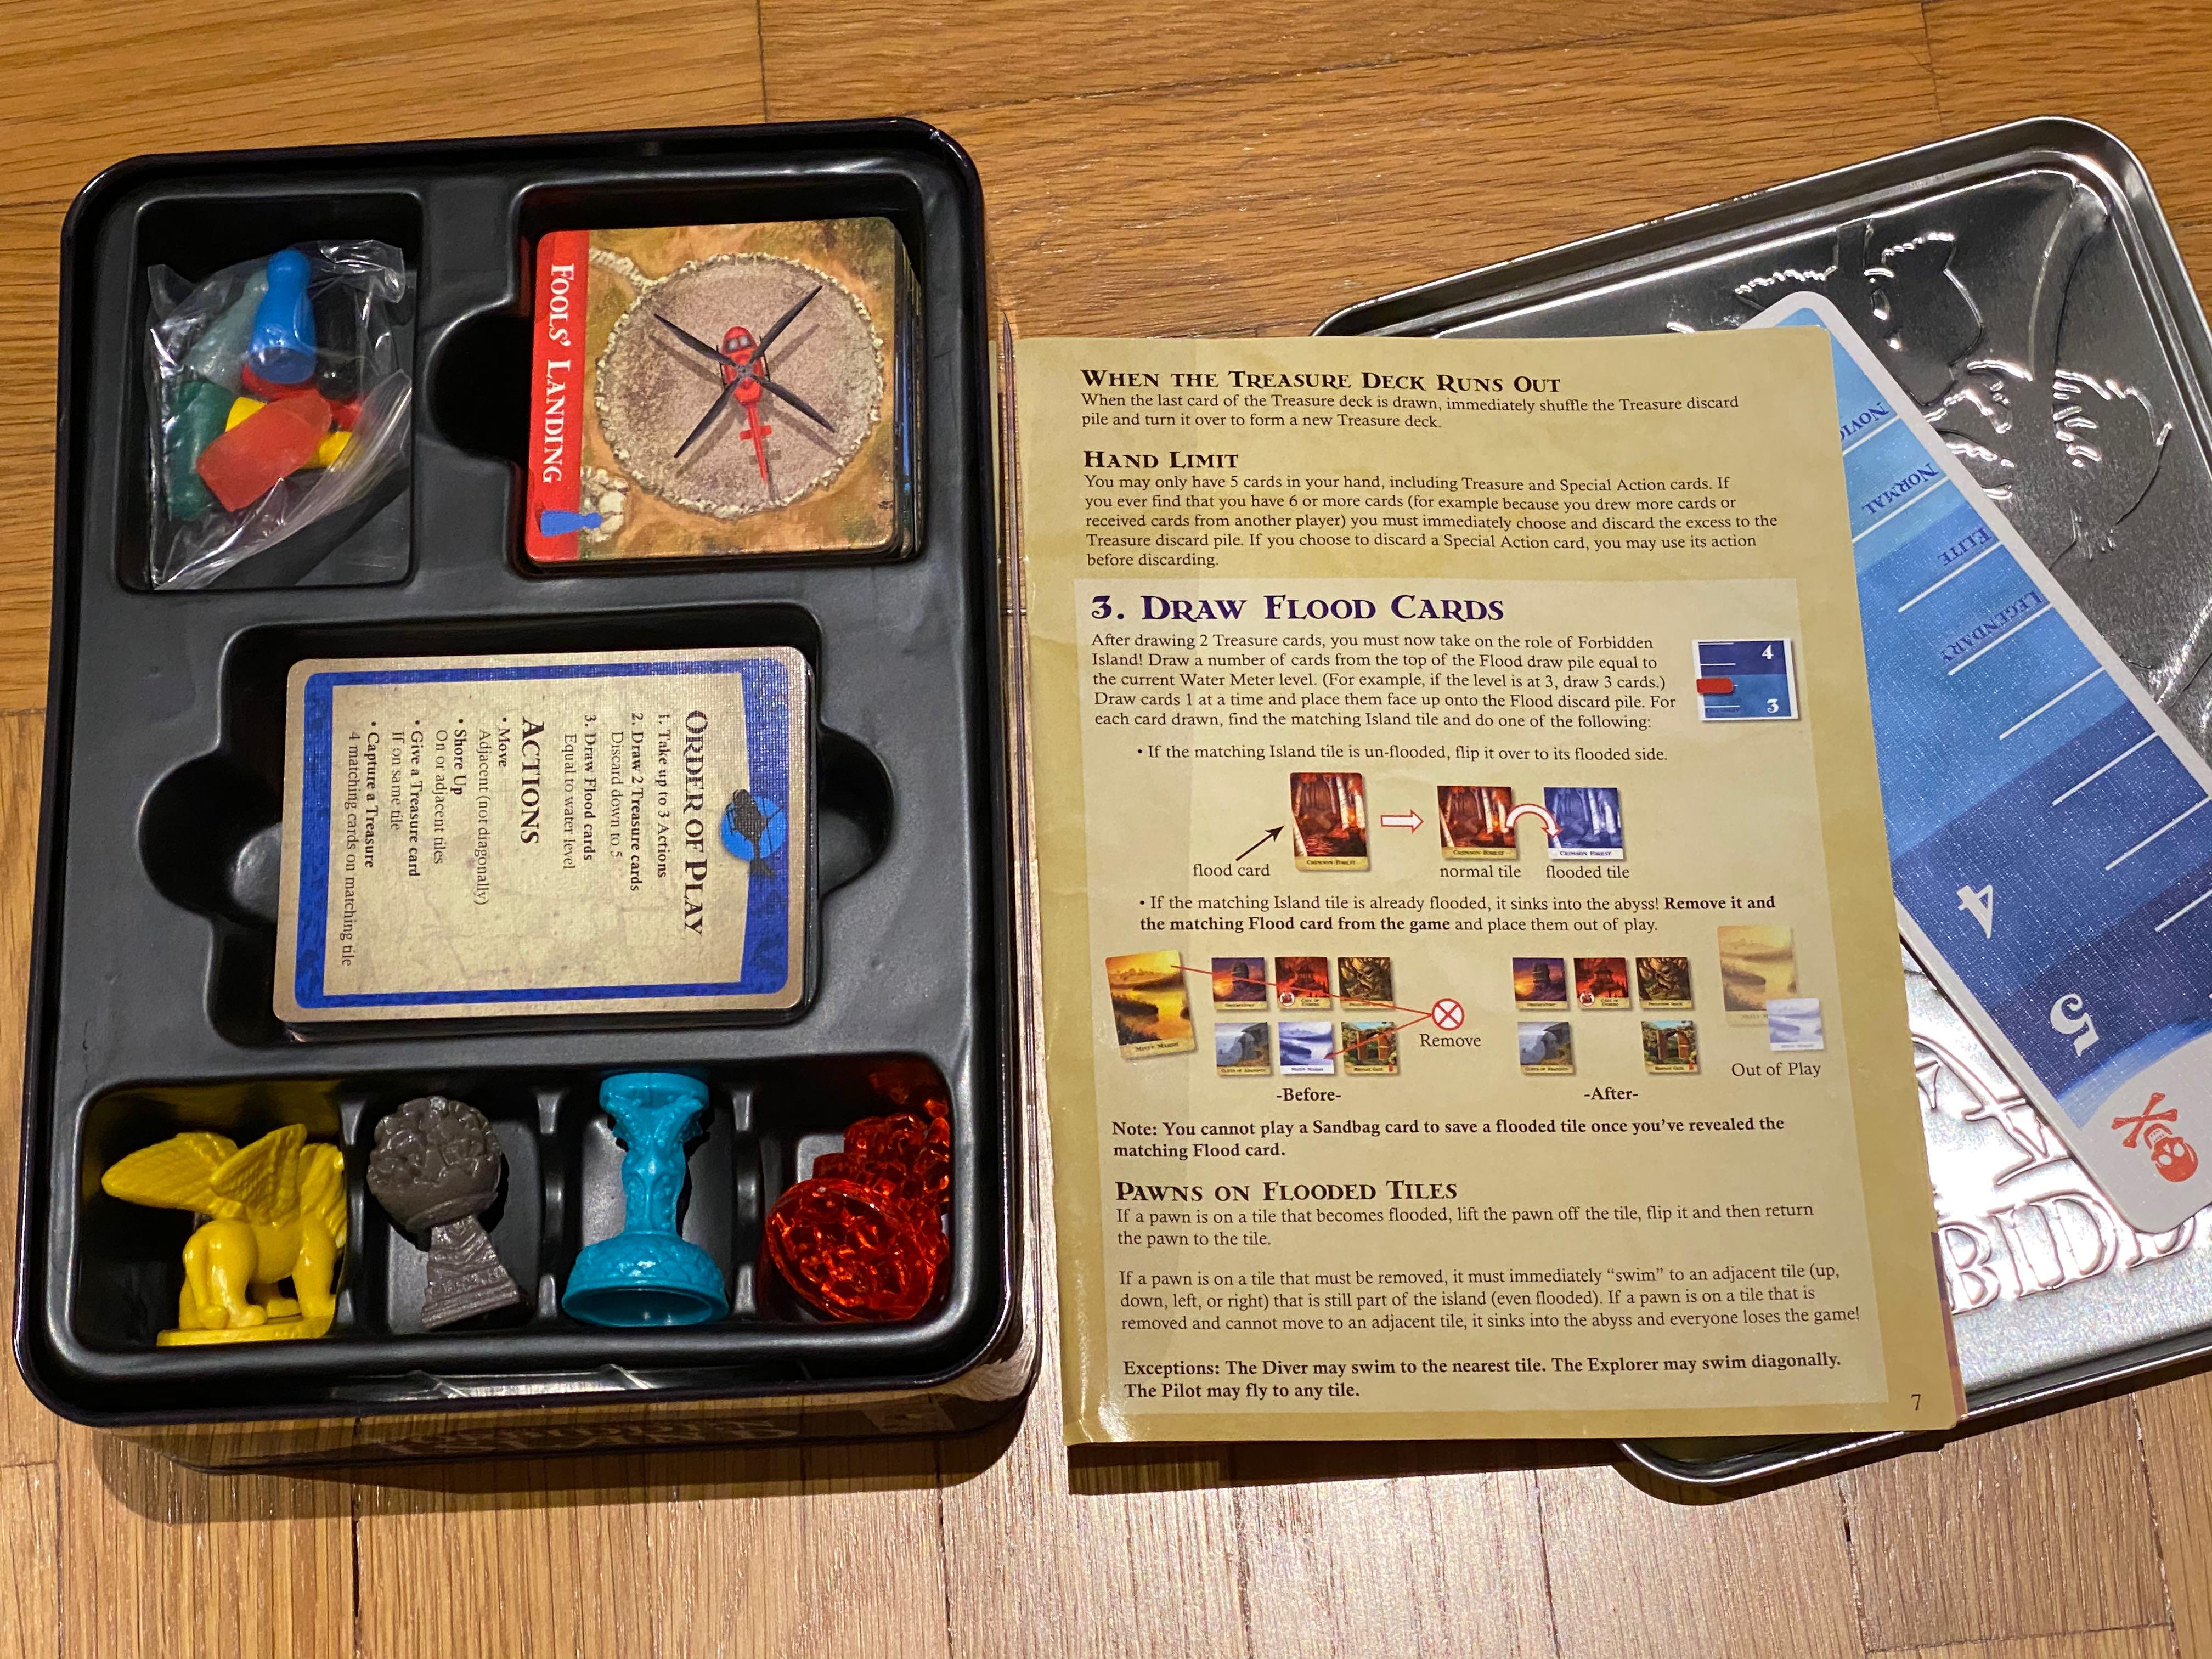 FOOLS' LANDING
ORDER OF PLAY
1. Take up to 3 Actions
2. Draw 2 Treasure cards
Discard down to 5
3. Draw Flood cards
Equal to water level
ACTIONS
• Move
Adjacent (not diagonally)
• Shore Up
On or adjacent tiles
• Give a Treasure card
If on same tile
• Capture a Treasure
4 matching cards on matching tile
WHEN THE TREASURE DECK RUNS OUT
When the last card of the Treasure deck is drawn, immediately shuffle the Treasure discard
pile and turn it over to form a new Treasure deck.
HAND LIMIT
You may only have 5 cards in your hand, including Treasure and Special Action cards. If
you ever find that you have 6 or more cards (for example because you drew more cards or
received cards from another player) you must immediately choose and discard the excess to the
Treasure discard pile. If you choose to discard a Special Action card, you may use its action
before discarding.
3. DRAW FLOOD CARDS
After drawing 2 Treasure cards, you must now take on the role of Forbidden
Island! Draw a number of cards from the top of the Flood draw pile equal to
the current Water Meter level. (For example, if the level is at 3, draw 3 cards.)
Draw cards 1 at a time and place them face up onto the Flood discard pile. For
each card drawn, find the matching Island tile and do one of the following:
4
3
• If the matching Island tile is un-flooded, flip it over to its flooded side.
CRIMSON FOREST
CRIMSON FOREST
CRIMSON FOREST
flood card
normal tile
flooded tile
• If the matching Island tile is already flooded, it sinks into the abyss! Remove it and
the matching Flood card from the game and place them out of play.
MISTY MARSH
Remove
Out of Play
-Before-
-After-
Note: You cannot play a Sandbag card to save a flooded tile once you've revealed the
matching Flood card.
PAWNS ON FLOODED TILES
If a pawn is on a tile that becomes flooded, lift the pawn off the tile, flip it and then return
the pawn to the tile.
If a pawn is on a tile that must be removed, it must immediately "swim" to an adjacent tile (up,
down, left, or right) that is still part of the island (even flooded). If a pawn is on a tile that is
removed and cannot move to an adjacent tile, it sinks into the abyss and everyone loses the game!
Exceptions: The Diver may swim to the nearest tile. The Explorer may swim diagonally.
The Pilot may fly to any tile.
7
NOVIC
NORMAL
ELITE
LEGENDARY
4
5
BIDD